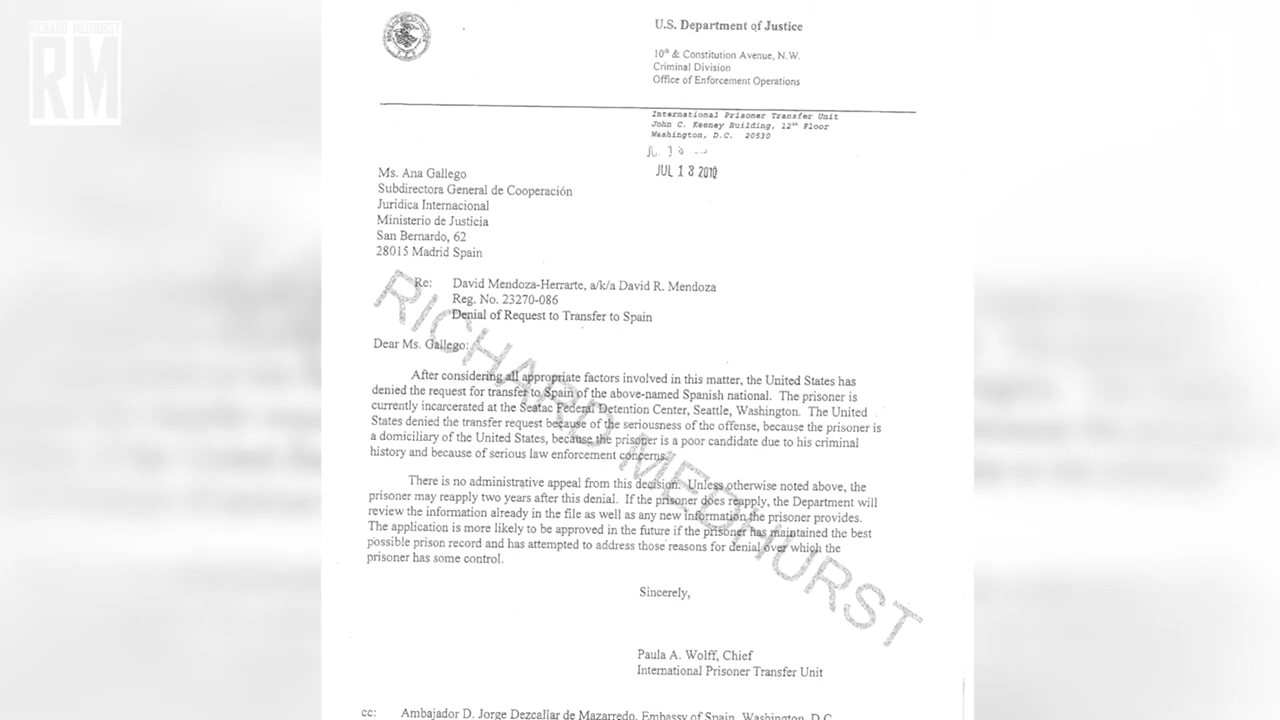 RICHARD MEDHURST
RM
U.S. Department of Justice
10th & Constitution Avenue, N.W.
Criminal Division
Office of Enforcement Operations
International Prisoner Transfer Unit
John C. Keeney Building, 12th Floor
Washington, D.C. 20530
JUL 13 2010
Ms. Ana Gallego
Subdirectora General de Cooperación
Juridica Internacional
Ministerio de Justicia
San Bernardo, 62
28015 Madrid Spain
Re: David Mendoza-Herrarte, a/k/a David R. Mendoza
Reg. No. 23270-086
Denial of Request to Transfer to Spain
Dear Ms. Gallego:
After considering all appropriate factors involved in this matter, the United States has
denied the request for transfer to Spain of the above-named Spanish national. The prisoner is
currently incarcerated at the Seatac Federal Detention Center, Seattle, Washington. The United
States denied the transfer request because of the seriousness of the offense, because the prisoner is
a domiciliary of the United States, because the prisoner is a poor candidate due to his criminal
history and because of serious law enforcement concerns.
There is no administrative appeal from this decision. Unless otherwise noted above, the
prisoner may reapply two years after this denial. If the prisoner does reapply, the Department will
review the information already in the file as well as any new information the prisoner provides.
The application is more likely to be approved in the future if the prisoner has maintained the best
possible prison record and has attempted to address those reasons for denial over which the
prisoner has some control.
Sincerely,
Paula A. Wolff, Chief
International Prisoner Transfer Unit
cc: Ambajador D. Jorge Dezcallar de Mazarredo, Embassy of Spain, Washington, D.C.
RICHARD MEDHURST